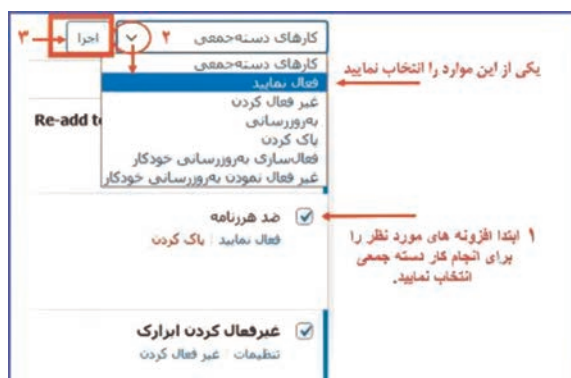 کارهای دسته‌جمعی
۲
اجرا
۳
کارهای دسته‌جمعی
فعال نمایید
غیر فعال کردن
به‌روزرسانی
پاک کردن
فعال‌سازی به‌روزرسانی خودکار
غیر فعال نمودن به‌روزرسانی خودکار
یکی از این موارد را انتخاب نمایید
Re-add t
ضد هرزنامه
فعال نمایید | پاک کردن
۱ ابتدا افزونه های مورد نظر را
برای انجام کار دسته جمعی
انتخاب نمایید.
غیرفعال کردن ابزارک
تنظیمات | غیر فعال کردن